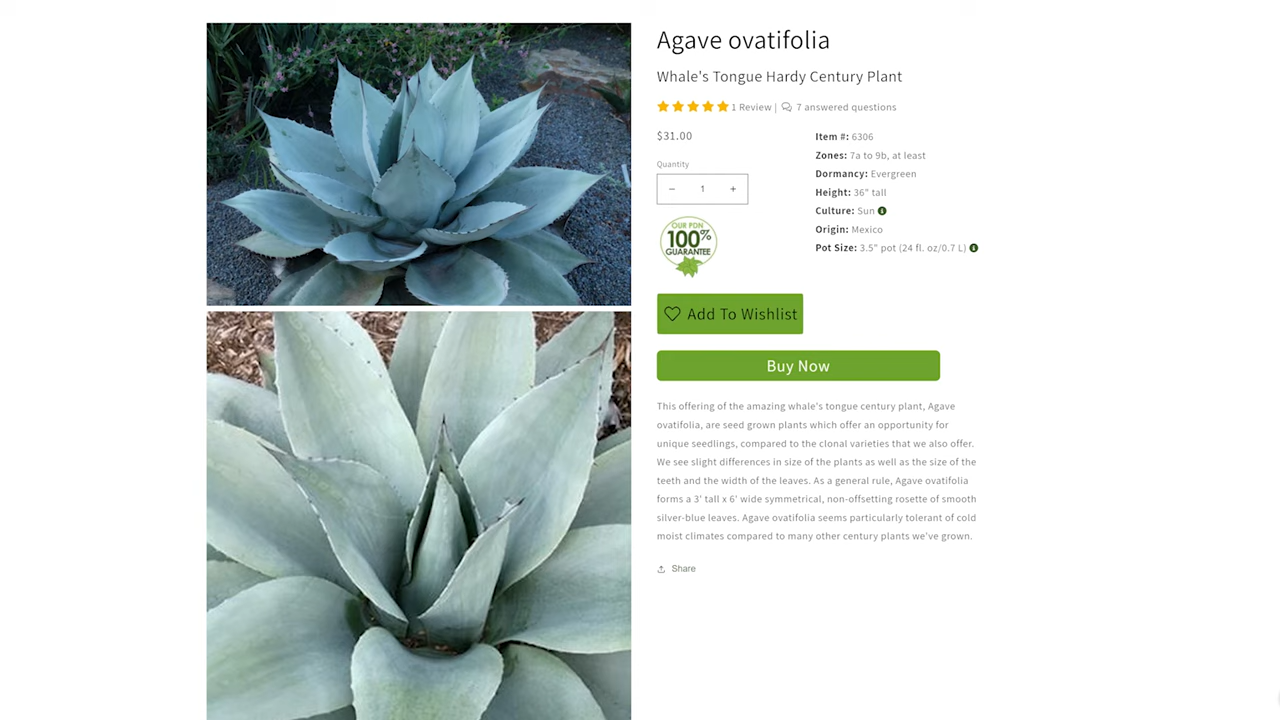 Agave ovatifolia
Whale's Tongue Hardy Century Plant
1 Review | 7 answered questions
$31.00
Quantity
− 1 +
OUR PDN
100%
GUARANTEE
Item #: 6306
Zones: 7a to 9b, at least
Dormancy: Evergreen
Height: 36" tall
Culture: Sun
Origin: Mexico
Pot Size: 3.5" pot (24 fl. oz/0.7 L)
Add To Wishlist
Buy Now
This offering of the amazing whale's tongue century plant, Agave
ovatifolia, are seed grown plants which offer an opportunity for
unique seedlings, compared to the clonal varieties that we also offer.
We see slight differences in size of the plants as well as the size of the
teeth and the width of the leaves. As a general rule, Agave ovatifolia
forms a 3' tall x 6' wide symmetrical, non-offsetting rosette of smooth
silver-blue leaves. Agave ovatifolia seems particularly tolerant of cold
moist climates compared to many other century plants we've grown.
Share